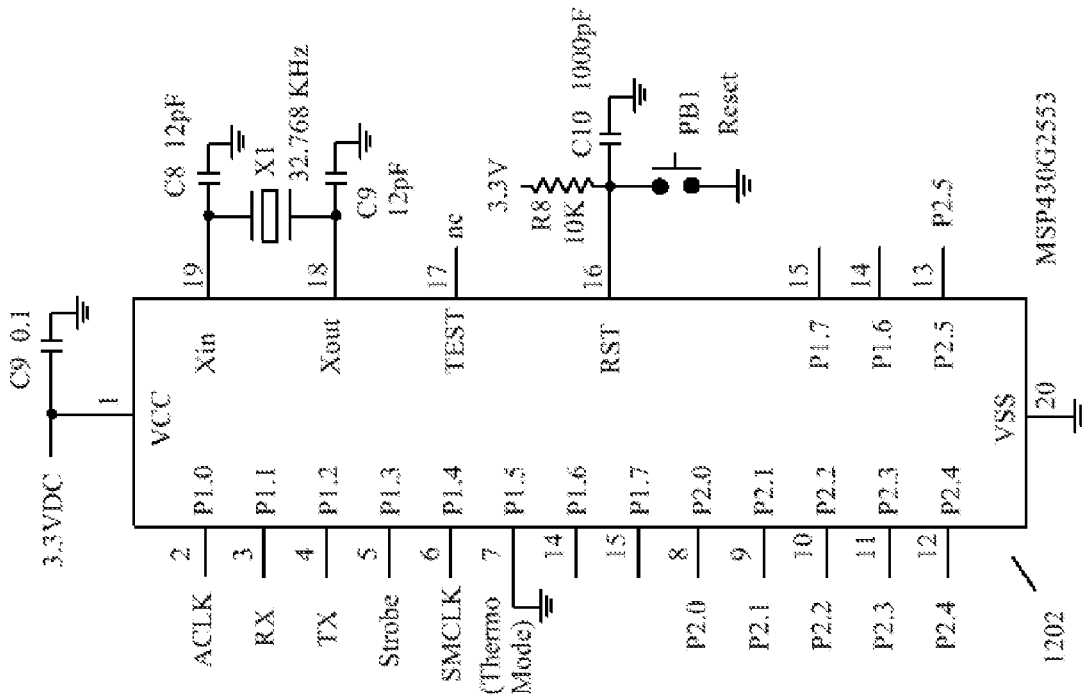 3.3VDC
C9 0.1
1
VCC
ACLK 2 P1.0
RX 3 P1.1
TX 4 P1.2
Strobe 5 P1.3
SMCLK 6 P1.4
(Thermo
Mode)
7 P1.5
14 P1.6
15 P1.7
P2.0 8 P2.0
P2.1 9 P2.1
P2.2 10 P2.2
P2.3 11 P2.3
P2.4 12 P2.4
Xin 19
C8 12pF
X1
32.768 KHz
Xout 18
C9
12pF
TEST 17 nc
3.3V
R8
10K
RST 16
C10 1000pF
PB1
Reset
P1.7 15
P1.6 14
P2.5 13 P2.5
VSS
20
MSP430G2553
1202